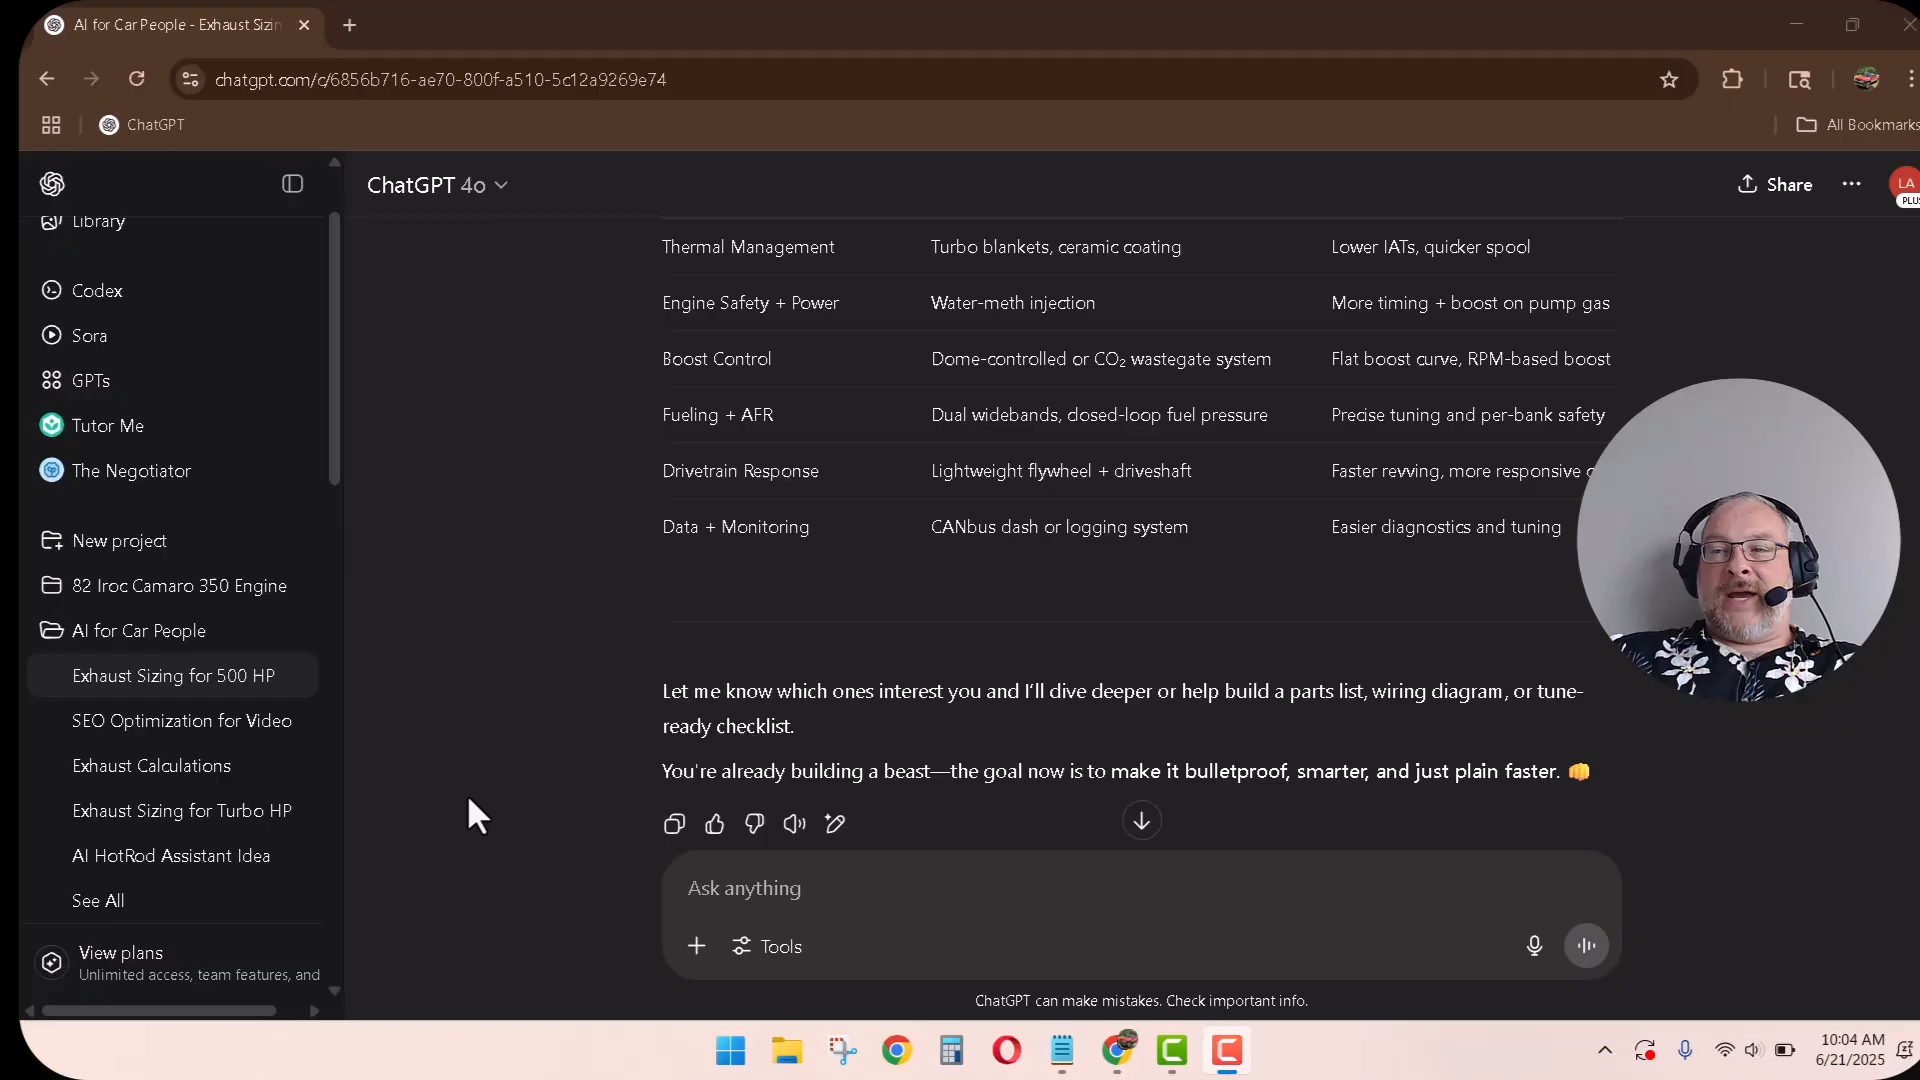 AI for Car People - Exhaust Sizin
chatgpt.com/c/6856b716-ae70-800f-a510-5c12a9269e74
ChatGPT
All Bookmarks
ChatGPT 4o
Share
LA
PLUS
Library
Codex
Sora
GPTs
Tutor Me
The Negotiator
New project
82 Iroc Camaro 350 Engine
AI for Car People
Exhaust Sizing for 500 HP
SEO Optimization for Video
Exhaust Calculations
Exhaust Sizing for Turbo HP
AI HotRod Assistant Idea
See All
View plans
Unlimited access, team features, and
Thermal Management Turbo blankets, ceramic coating Lower IATs, quicker spool
Engine Safety + Power Water-meth injection More timing + boost on pump gas
Boost Control Dome-controlled or CO₂ wastegate system Flat boost curve, RPM-based boost
Fueling + AFR Dual widebands, closed-loop fuel pressure Precise tuning and per-bank safety
Drivetrain Response Lightweight flywheel + driveshaft Faster revving, more responsive
Data + Monitoring CANbus dash or logging system Easier diagnostics and tuning
Let me know which ones interest you and I'll dive deeper or help build a parts list, wiring diagram, or tune-
ready checklist.
You're already building a beast—the goal now is to make it bulletproof, smarter, and just plain faster. 👊
Ask anything
Tools
ChatGPT can make mistakes. Check important info.
10:04 AM
6/21/2025